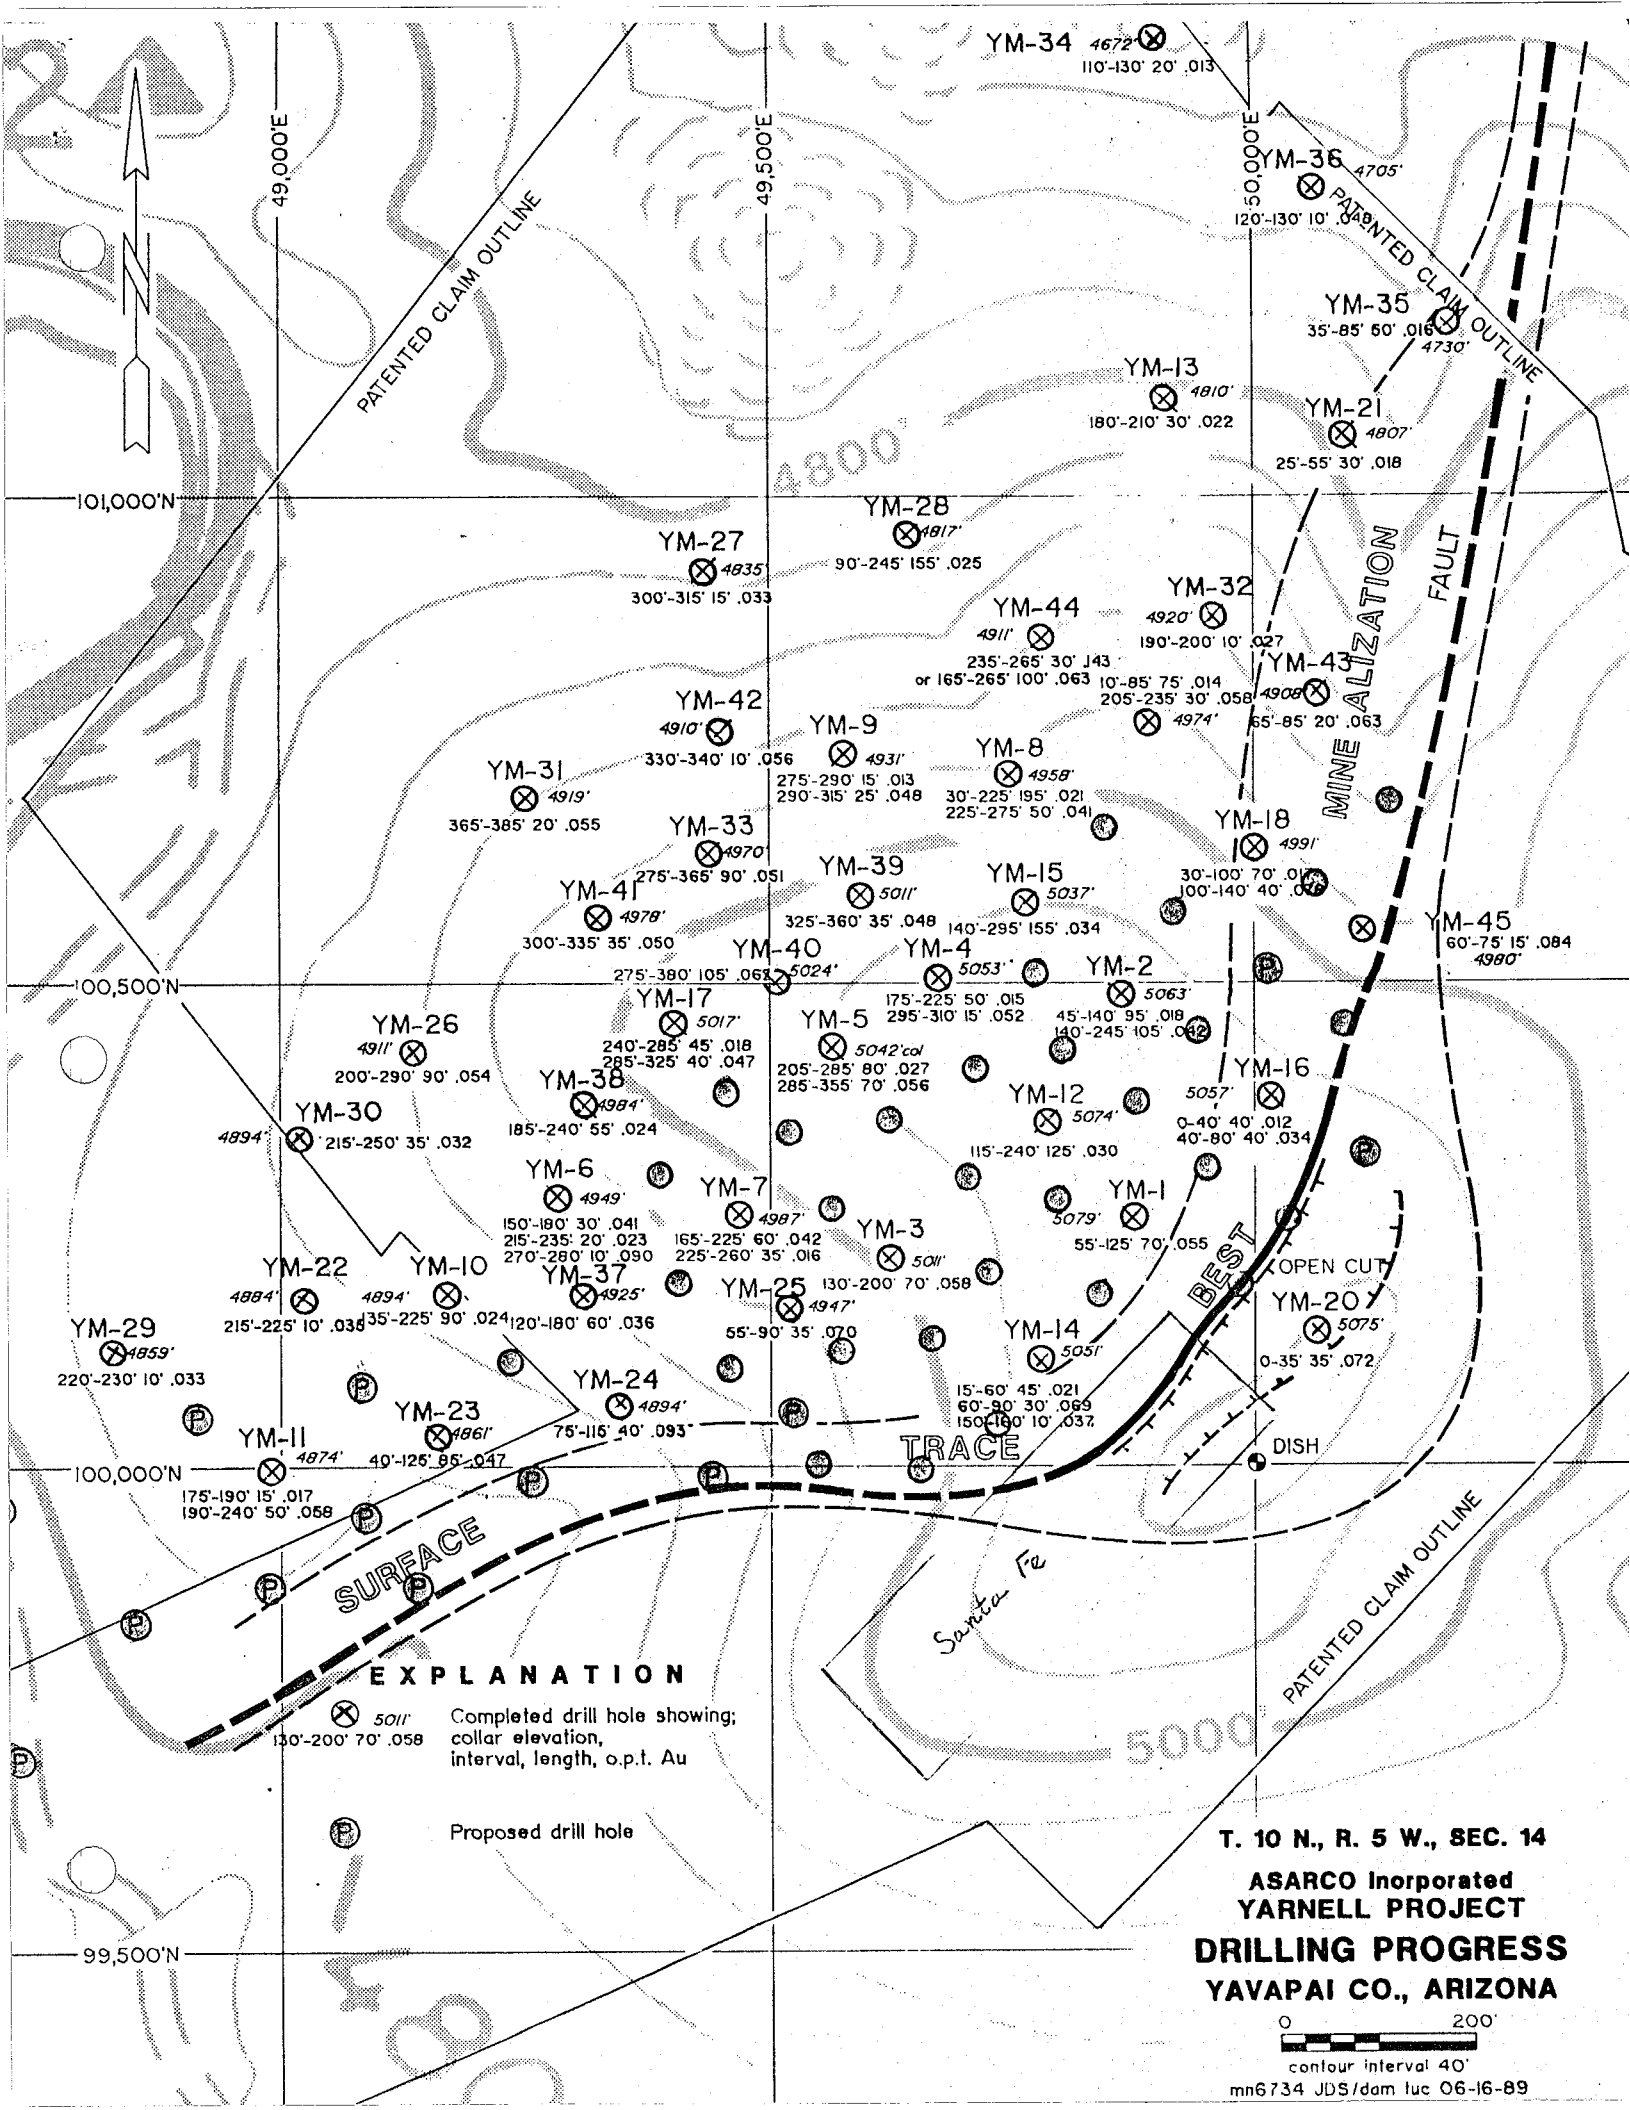 YM-34 4672'
110'-130' 20' .013
49,000'E
49,500'E
50,000'E
YM-36 4705'
120'-130' 10' .048
PATENTED CLAIM OUTLINE
PATENTED CLAIM OUTLINE
YM-35
35'-85' 50' .016
4730'
YM-13
4810'
180'-210' 30' .022
YM-21
4807'
25'-55' 30' .018
4800'
101,000'N
YM-28
4817'
90'-245' 155' .025
YM-27
4835'
300'-315' 15' .033
MINE ALIZATION
FAULT
YM-32
4920'
190'-200' 10' .027
YM-44
4911'
235'-265' 30' .143
or 165'-265' 100' .063
10'-85' 75' .014
205'-235' 30' .058
4974'
YM-43
4908'
65'-85' 20' .063
YM-42
4910'
330'-340' 10' .056
YM-9
4931'
275'-290' 15' .013
290'-315' 25' .048
YM-8
4958'
30'-225' 195' .021
225'-275' 50' .041
YM-31
4919'
365'-385' 20' .055
YM-33
4970'
275'-365' 90' .051
YM-18
4991'
30'-100' 70'
100'-140' 40'
YM-39
5011'
325'-360' 35' .048
YM-15
5037'
140'-295' 155' .034
YM-41
4978'
300'-335' 35' .050
YM-45
60'-75' 15' .084
4980'
YM-40
275'-380' 105' .062 5024'
YM-4
5053'
175'-225' 50' .015
295'-310' 15' .052
YM-2
5063'
45'-140' 95' .018
140'-245' 105' .042
100,500'N
YM-17
5017'
240'-285' 45' .018
285'-325' 40' .047
YM-5
5042' col
205'-285' 80' .027
285'-355' 70' .056
YM-26
4911'
200'-290' 90' .054
YM-16
5057'
0-40' 40' .012
40'-80' 40' .034
YM-38
4984'
185'-240' 55' .024
YM-12
5074'
115'-240' 125' .030
YM-30
4894'
215'-250' 35' .032
YM-6
4949'
150'-180' 30' .041
215'-235' 20' .023
270'-280' 10' .090
YM-7
4987'
165'-225' 60' .042
225'-260' 35' .016
YM-1
5079'
55'-125' 70' .055
YM-3
5011'
130'-200' 70' .058
BEST
OPEN CUT
YM-22
4884'
215'-225' 10' .035
YM-10
4894'
135'-225' 90' .024
YM-37
4925'
120'-180' 60' .036
YM-25
4947'
55'-90' 35' .070
YM-20
5075'
0-35' 35' .072
YM-29
4859'
220'-230' 10' .033
YM-14
5051'
15'-60' 45' .021
60'-90' 30' .069
150'-160' 10' .037
YM-24
4894'
75'-115' 40' .093
YM-23
4861'
40'-125' 85' .047
YM-11
4874'
175'-190' 15' .017
190'-240' 50' .058
TRACE
DISH
100,000'N
SURFACE
Santa Fe
PATENTED CLAIM OUTLINE
P
P
P
P
P
P
P
P
P
P
P
EXPLANATION
5011'
130'-200' 70' .058
Completed drill hole showing;
collar elevation,
interval, length, o.p.t. Au
P Proposed drill hole
5000'
99,500'N
T. 10 N., R. 5 W., SEC. 14
ASARCO Incorporated
YARNELL PROJECT
DRILLING PROGRESS
YAVAPAI CO., ARIZONA
0 200'
contour interval 40'
mn6734 JDS/dam luc 06-16-89